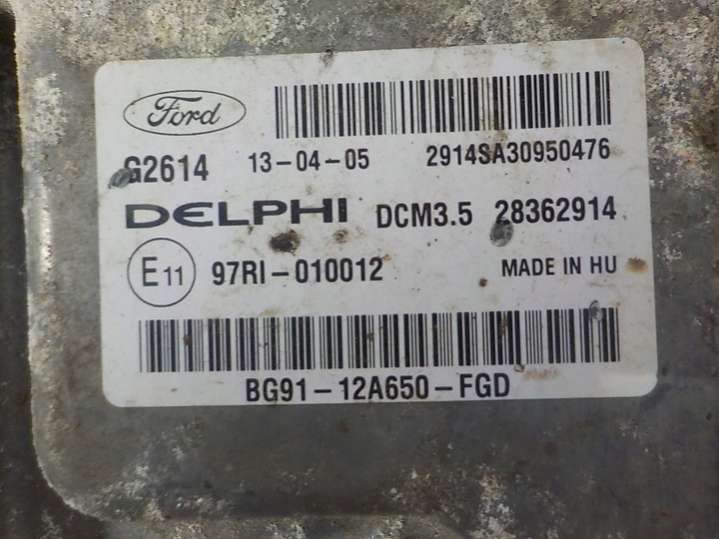 Ford
G2614 13-04-05 2914SA30950476
DELPHI DCM3.5 28362914
E11 97RI-010012 MADE IN HU
BG91-12A650-FGD